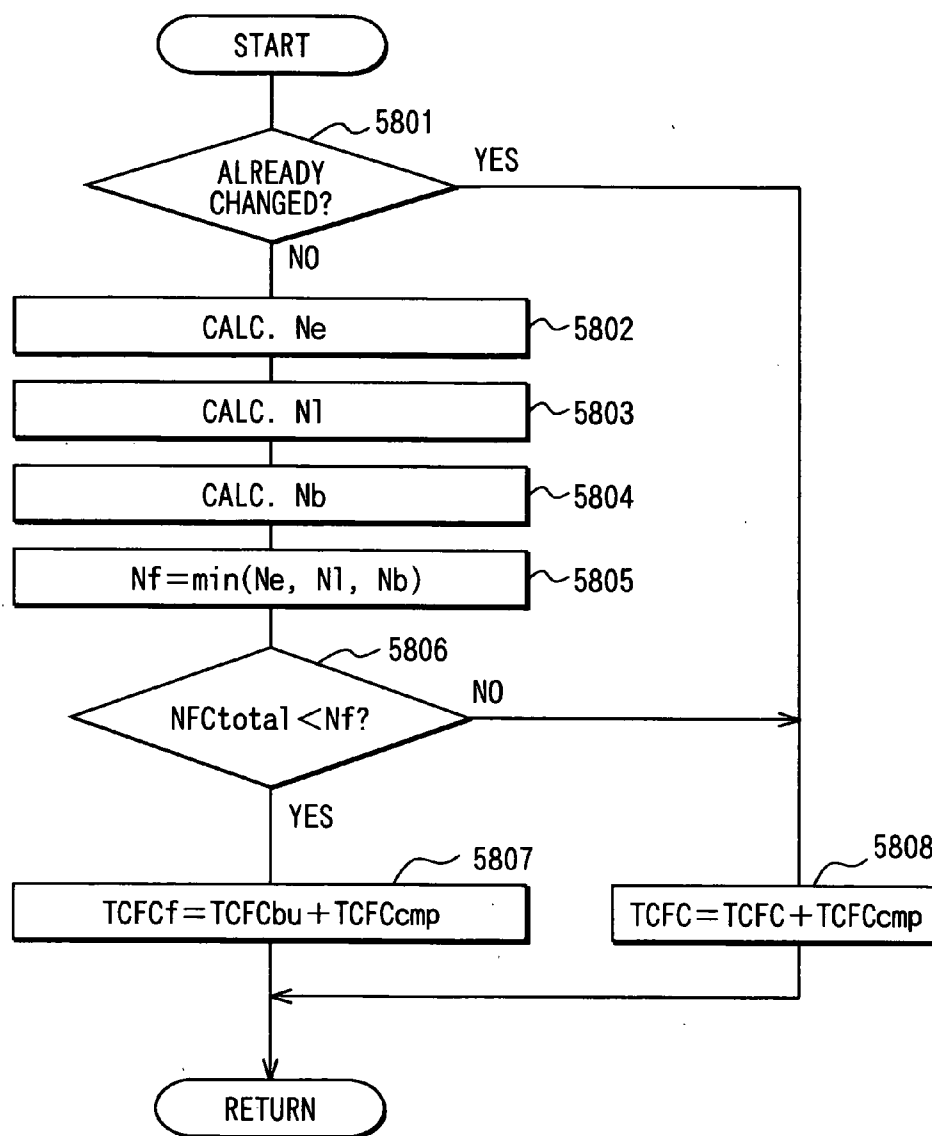 START
5801
ALREADY
CHANGED?
YES
NO
CALC. Ne
5802
CALC. Nl
5803
CALC. Nb
5804
Nf=min(Ne, Nl, Nb)
5805
5806
NFCtotal<Nf?
NO
YES
5807
TCFCf=TCFCbu+TCFCcmp
5808
TCFC=TCFC+TCFCcmp
RETURN